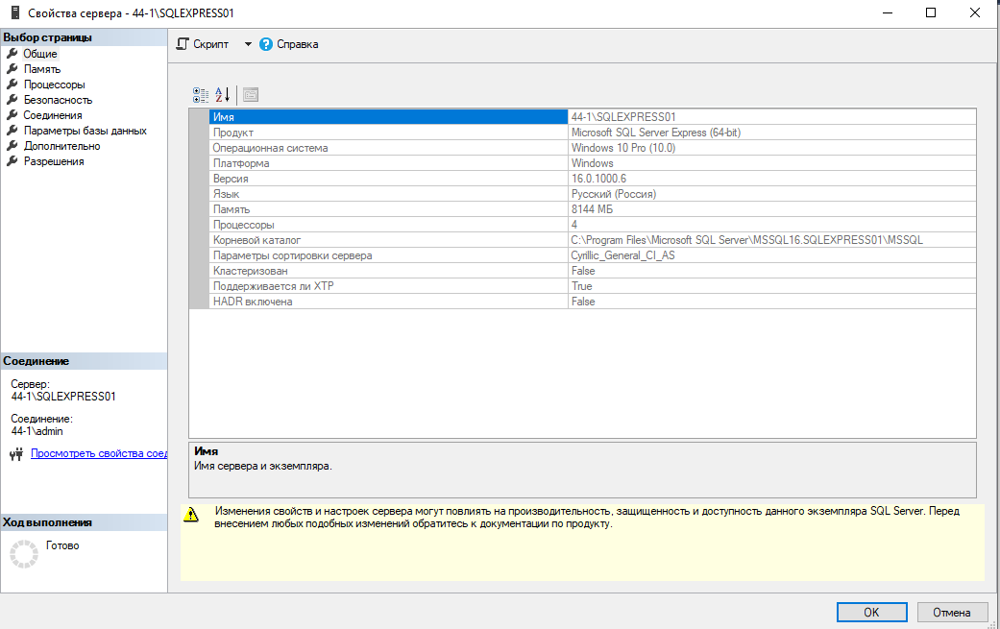 Свойства сервера - 44-1\SQLEXPRESS01
Выбор страницы
Общие
Память
Процессоры
Безопасность
Соединения
Параметры базы данных
Дополнительно
Разрешения
Скрипт
Справка
Имя 44-1\SQLEXPRESS01
Продукт Microsoft SQL Server Express (64-bit)
Операционная система Windows 10 Pro (10.0)
Платформа Windows
Версия 16.0.1000.6
Язык Русский (Россия)
Память 8144 МБ
Процессоры 4
Корневой каталог C:\Program Files\Microsoft SQL Server\MSSQL16.SQLEXPRESS01\MSSQL
Параметры сортировки сервера Cyrillic_General_CI_AS
Кластеризован False
Поддерживается ли XTP True
HADR включена False
Имя
Имя сервера и экземпляра.
Соединение
Сервер:
44-1\SQLEXPRESS01
Соединение:
44-1\admin
Просмотреть свойства соед
Ход выполнения
Готово
Изменения свойств и настроек сервера могут повлиять на производительность, защищенность и доступность данного экземпляра SQL Server. Перед
внесением любых подобных изменений обратитесь к документации по продукту.
OK
Отмена